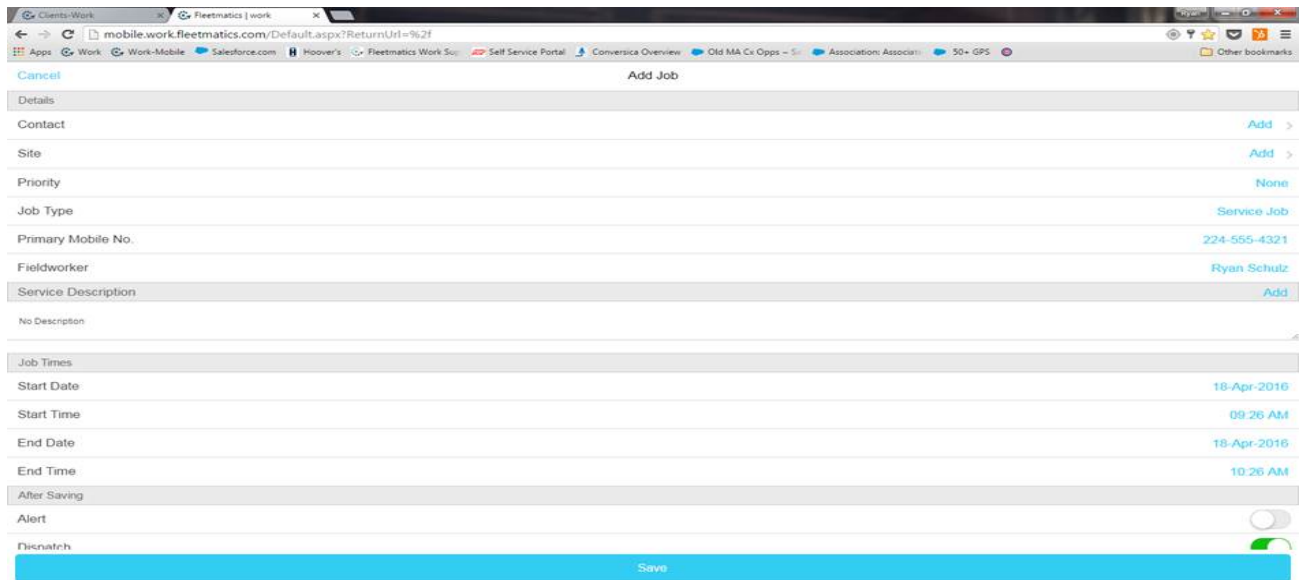 Clients-Work
Fleetmatics | work
Ryan
mobile.work.fleetmatics.com/Default.aspx?ReturnUrl=%2f
Apps Work Work-Mobile Salesforce.com Hoover's Fleetmatics Work Sup Self Service Portal Conversica Overview Old MA Cx Opps – Association: Associati 50+ GPS Other bookmarks
Cancel Add Job
Details
Contact Add >
Site Add >
Priority None
Job Type Service Job
Primary Mobile No. 224-555-4321
Fieldworker Ryan Schulz
Service Description Add
No Description
Job Times
Start Date 18-Apr-2016
Start Time 09:26 AM
End Date 18-Apr-2016
End Time 10:26 AM
After Saving
Alert
Dispatch
Save